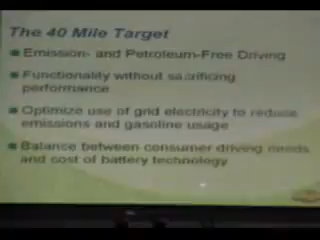 The 40 Mile Target
Emission- and Petroleum-Free Driving
Functionality without sacrificing
performance
Optimize use of grid electricity to reduce
emissions and gasoline usage
Balance between consumer driving needs
and cost of battery technology